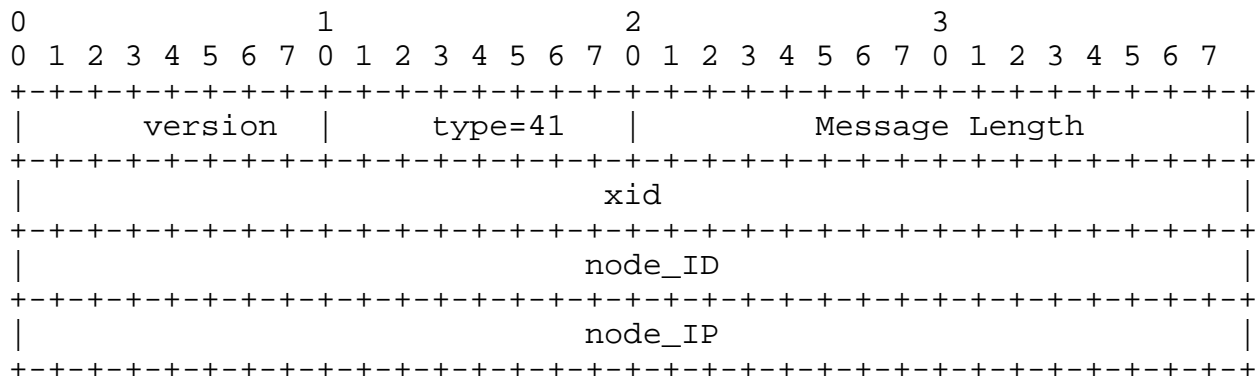 0 1 2 3
0 1 2 3 4 5 6 7 0 1 2 3 4 5 6 7 0 1 2 3 4 5 6 7 0 1 2 3 4 5 6 7
+-+-+-+-+-+-+-+-+-+-+-+-+-+-+-+-+-+-+-+-+-+-+-+-+-+-+-+-+-+-+-+-+
| version | type=41 | Message Length |
+-+-+-+-+-+-+-+-+-+-+-+-+-+-+-+-+-+-+-+-+-+-+-+-+-+-+-+-+-+-+-+-+
| xid |
+-+-+-+-+-+-+-+-+-+-+-+-+-+-+-+-+-+-+-+-+-+-+-+-+-+-+-+-+-+-+-+-+
| node_ID |
+-+-+-+-+-+-+-+-+-+-+-+-+-+-+-+-+-+-+-+-+-+-+-+-+-+-+-+-+-+-+-+-+
| node_IP |
+-+-+-+-+-+-+-+-+-+-+-+-+-+-+-+-+-+-+-+-+-+-+-+-+-+-+-+-+-+-+-+-+